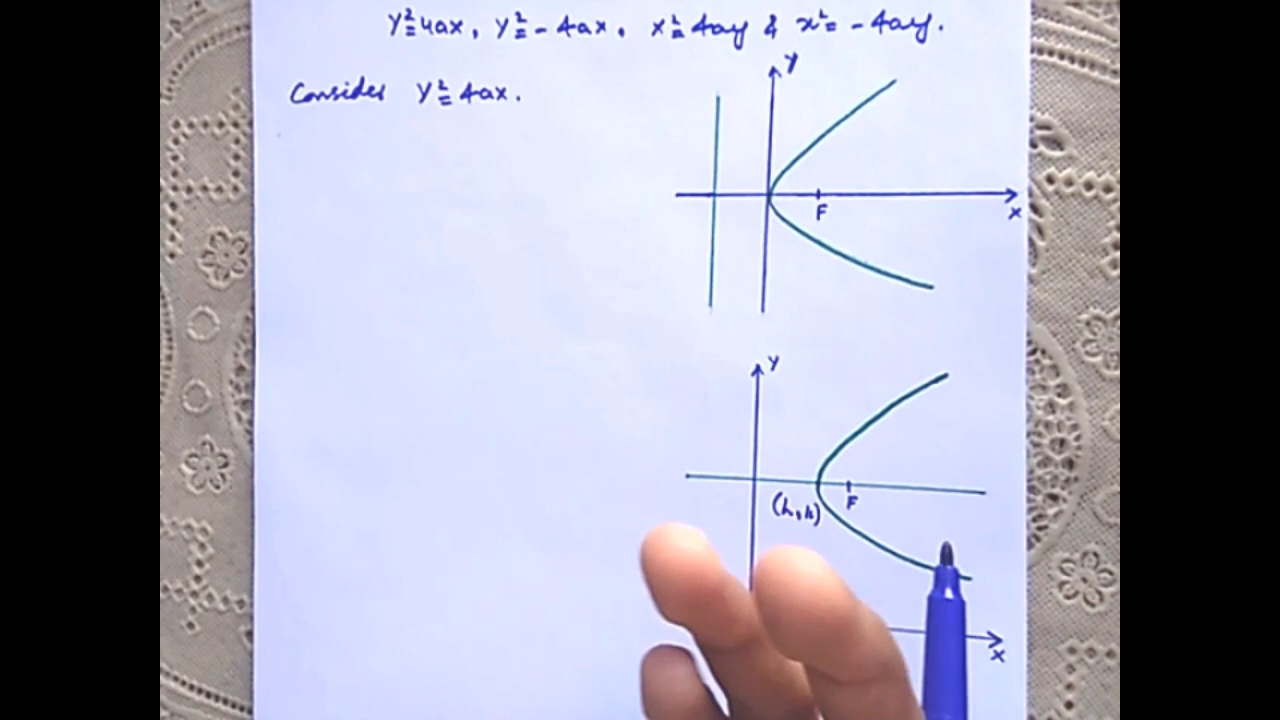 y²=4ax, y²=-4ax, x²=4ay & x²=-4ay.
Consider y²=4ax.
Y
F
X
Y
(h,k)
F
X